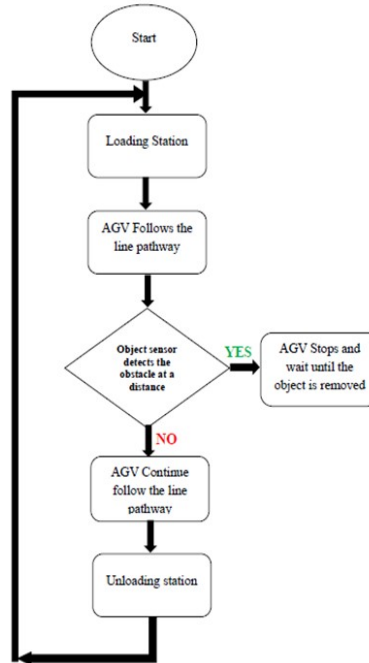 Start
Loading Station
AGV Follows the
line pathway
Object sensor
detects the
obstacle at a
distance
YES
AGV Stops and
wait until the
object is removed
NO
AGV Continue
follow the line
pathway
Unloading station